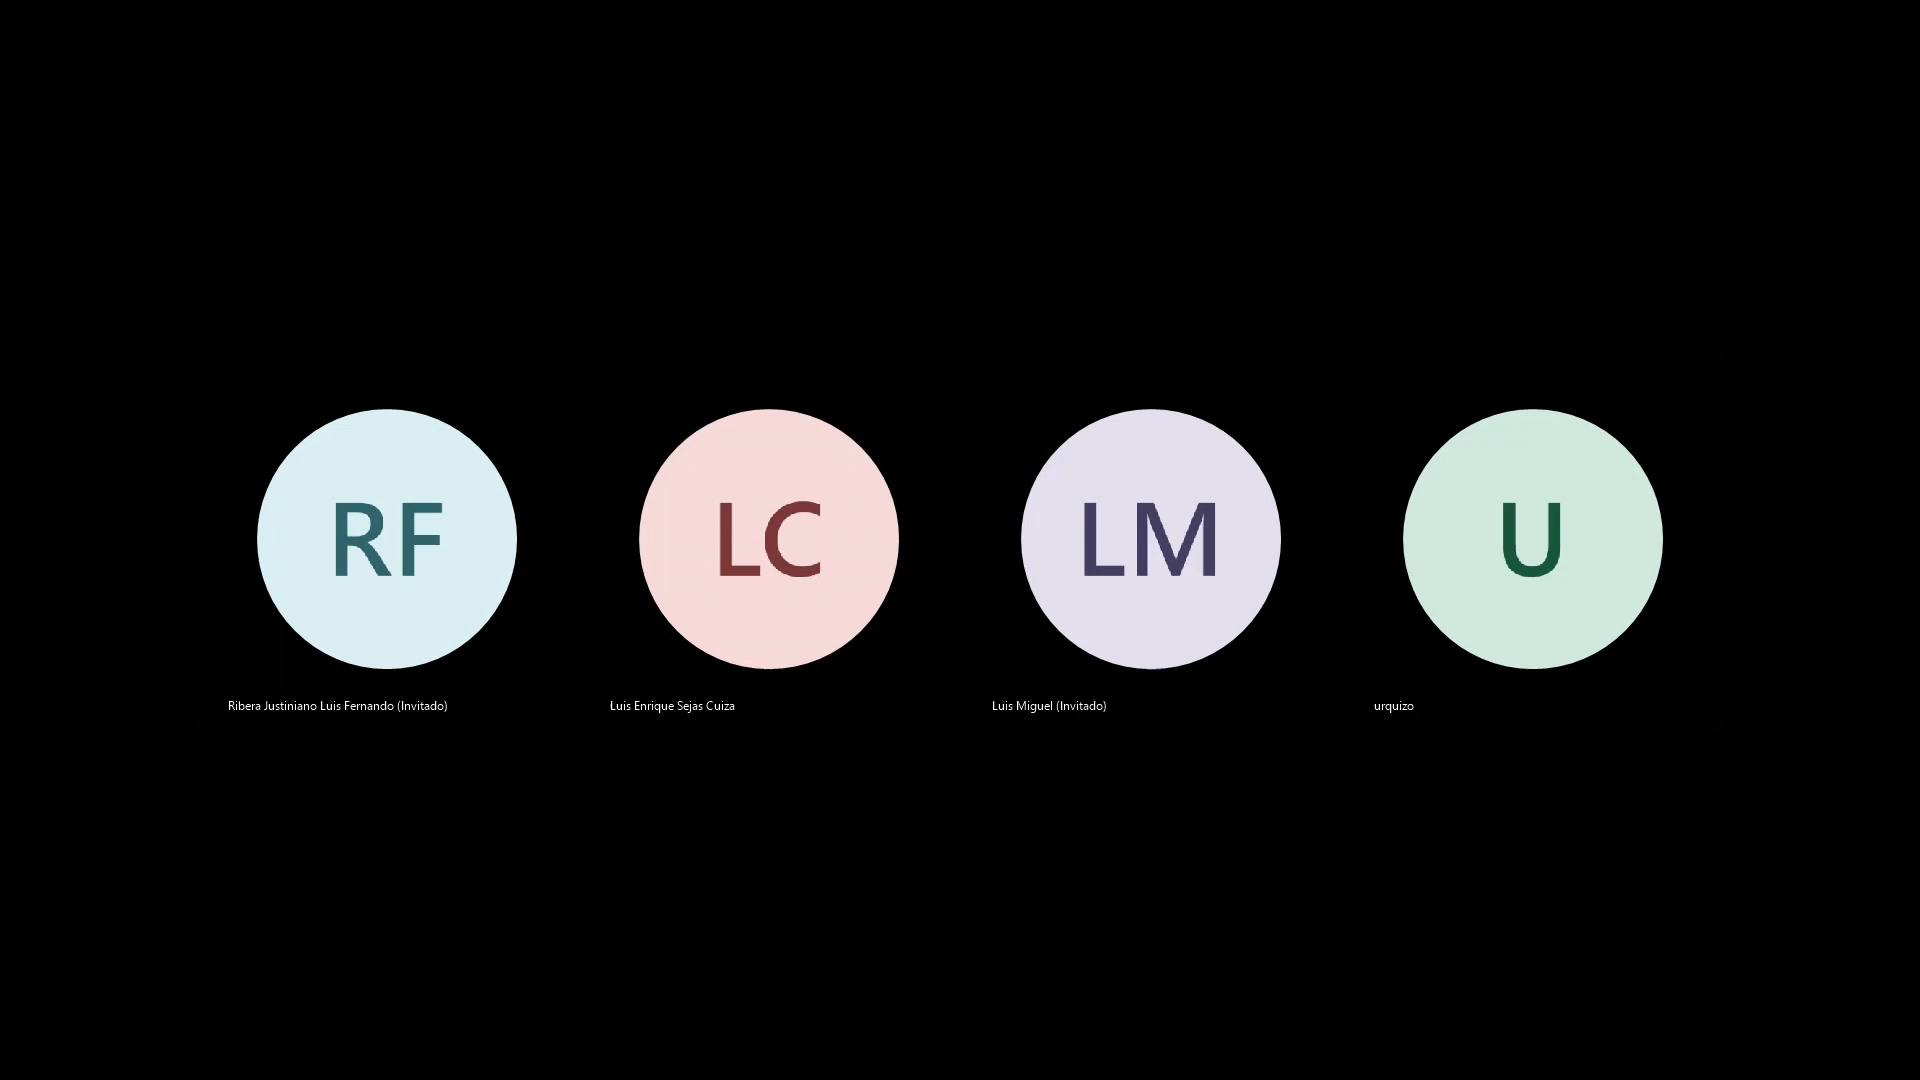 RF
LC
LM
U
Ribera Justiniano Luis Fernando (Invitado)
Luis Enrique Sejas Cuiza
Luis Miguel (Invitado)
urquizo